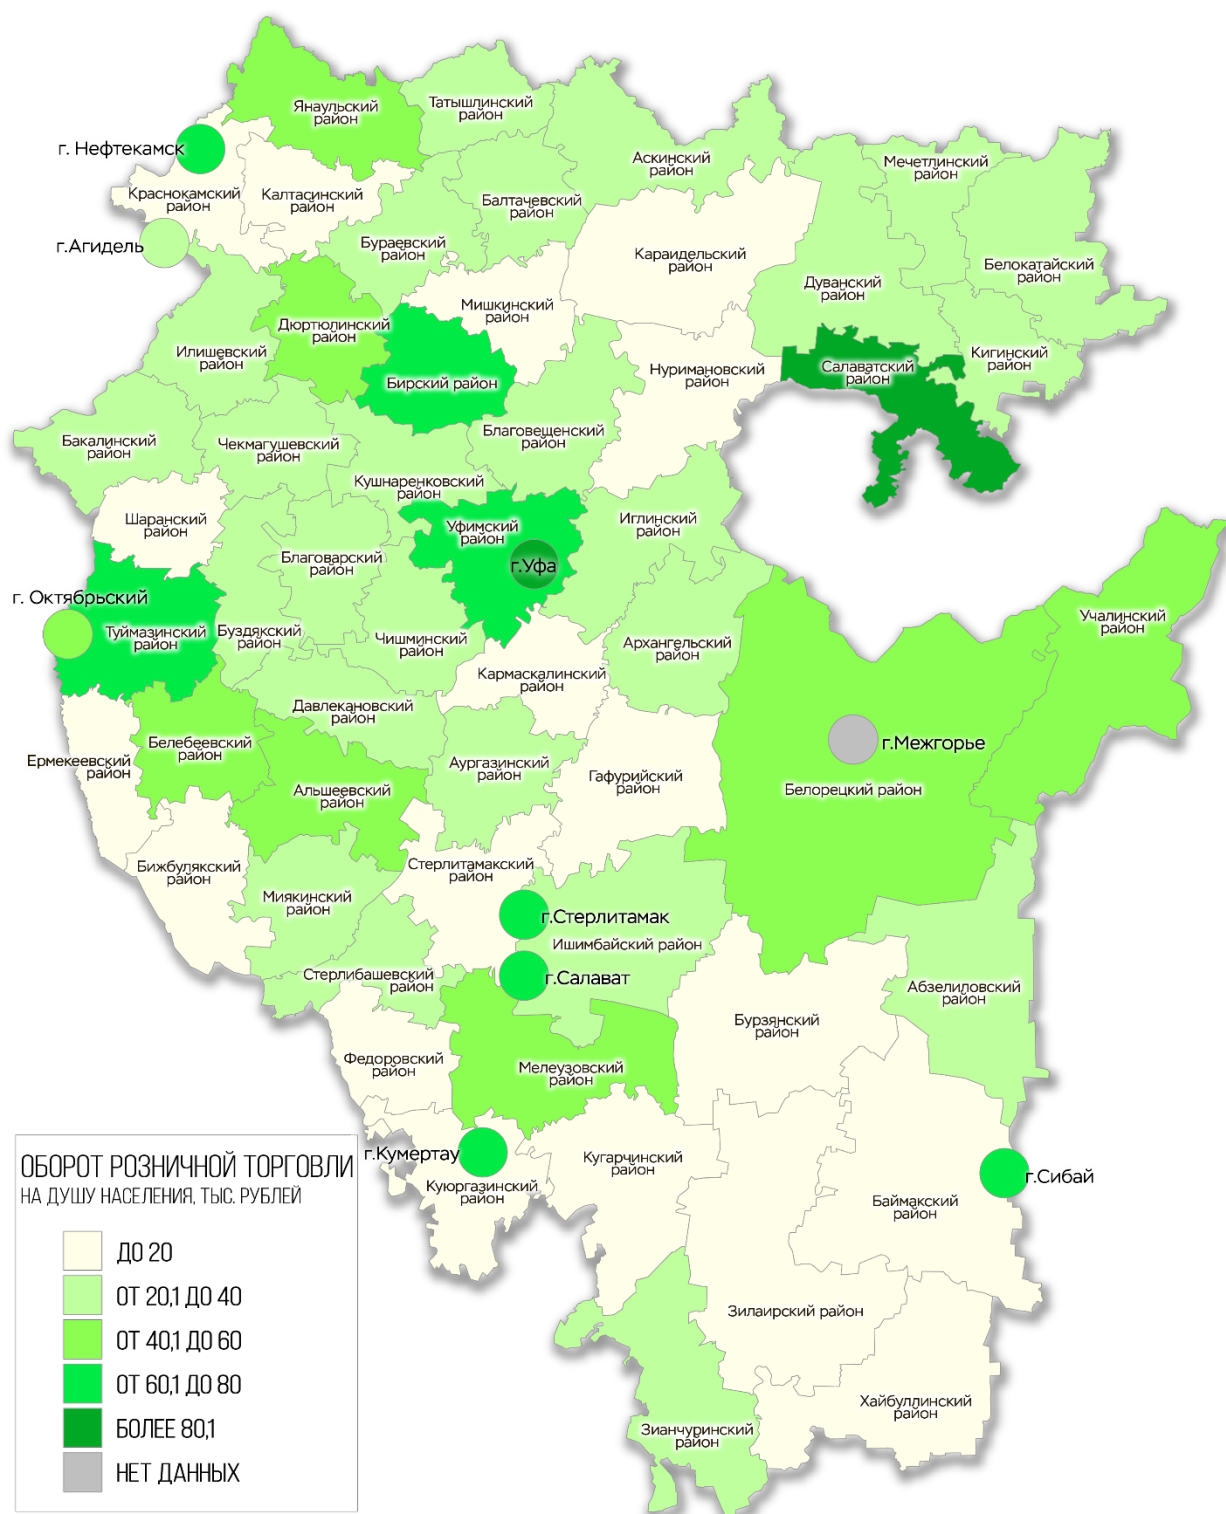 Янаульский
район
Татышлинский
район
г. Нефтекамск
Аскинский
район
Мечетлинский
район
Краснокамский
район
Калтасинский
район
Балтачевский
район
г.Агидель
Бураевский
район
Караидельский
район
Белокатайский
район
Дуванский
район
Мишкинский
район
Дюртюлинский
район
Илишевский
район
Кигинский
район
Салаватский
район
Нуримановский
район
Бирский район
Бакалинский
район
Чекмагушевский
район
Благовещенский
район
Кушнаренковский
район
Шаранский
район
Уфимский
район
Иглинский
район
Благоварский
район
г.Уфа
г. Октябрьский
Туймазинский
район
Буздякский
район
Чишминский
район
Архангельский
район
Учалинский
район
Кармаскалинский
район
Давлекановский
район
Белебеевский
район
г.Межгорье
Ермекеевский
район
Аургазинский
район
Гафурийский
район
Альшеевский
район
Белорецкий район
Бижбулякский
район
Стерлитамакский
район
Миякинский
район
г.Стерлитамак
Ишимбайский район
Стерлибашевский
район
г.Салават
Абзелиловский
район
Бурзянский
район
Федоровский
район
Мелеузовский
район
г.Кумертау
Кугарчинский
район
г.Сибай
Куюргазинский
район
Баймакский
район
Зилаирский район
Хайбуллинский
район
Зианчуринский
район
ОБОРОТ РОЗНИЧНОЙ ТОРГОВЛИ
НА ДУШУ НАСЕЛЕНИЯ, ТЫС. РУБЛЕЙ
ДО 20
ОТ 20,1 ДО 40
ОТ 40,1 ДО 60
ОТ 60,1 ДО 80
БОЛЕЕ 80,1
НЕТ ДАННЫХ